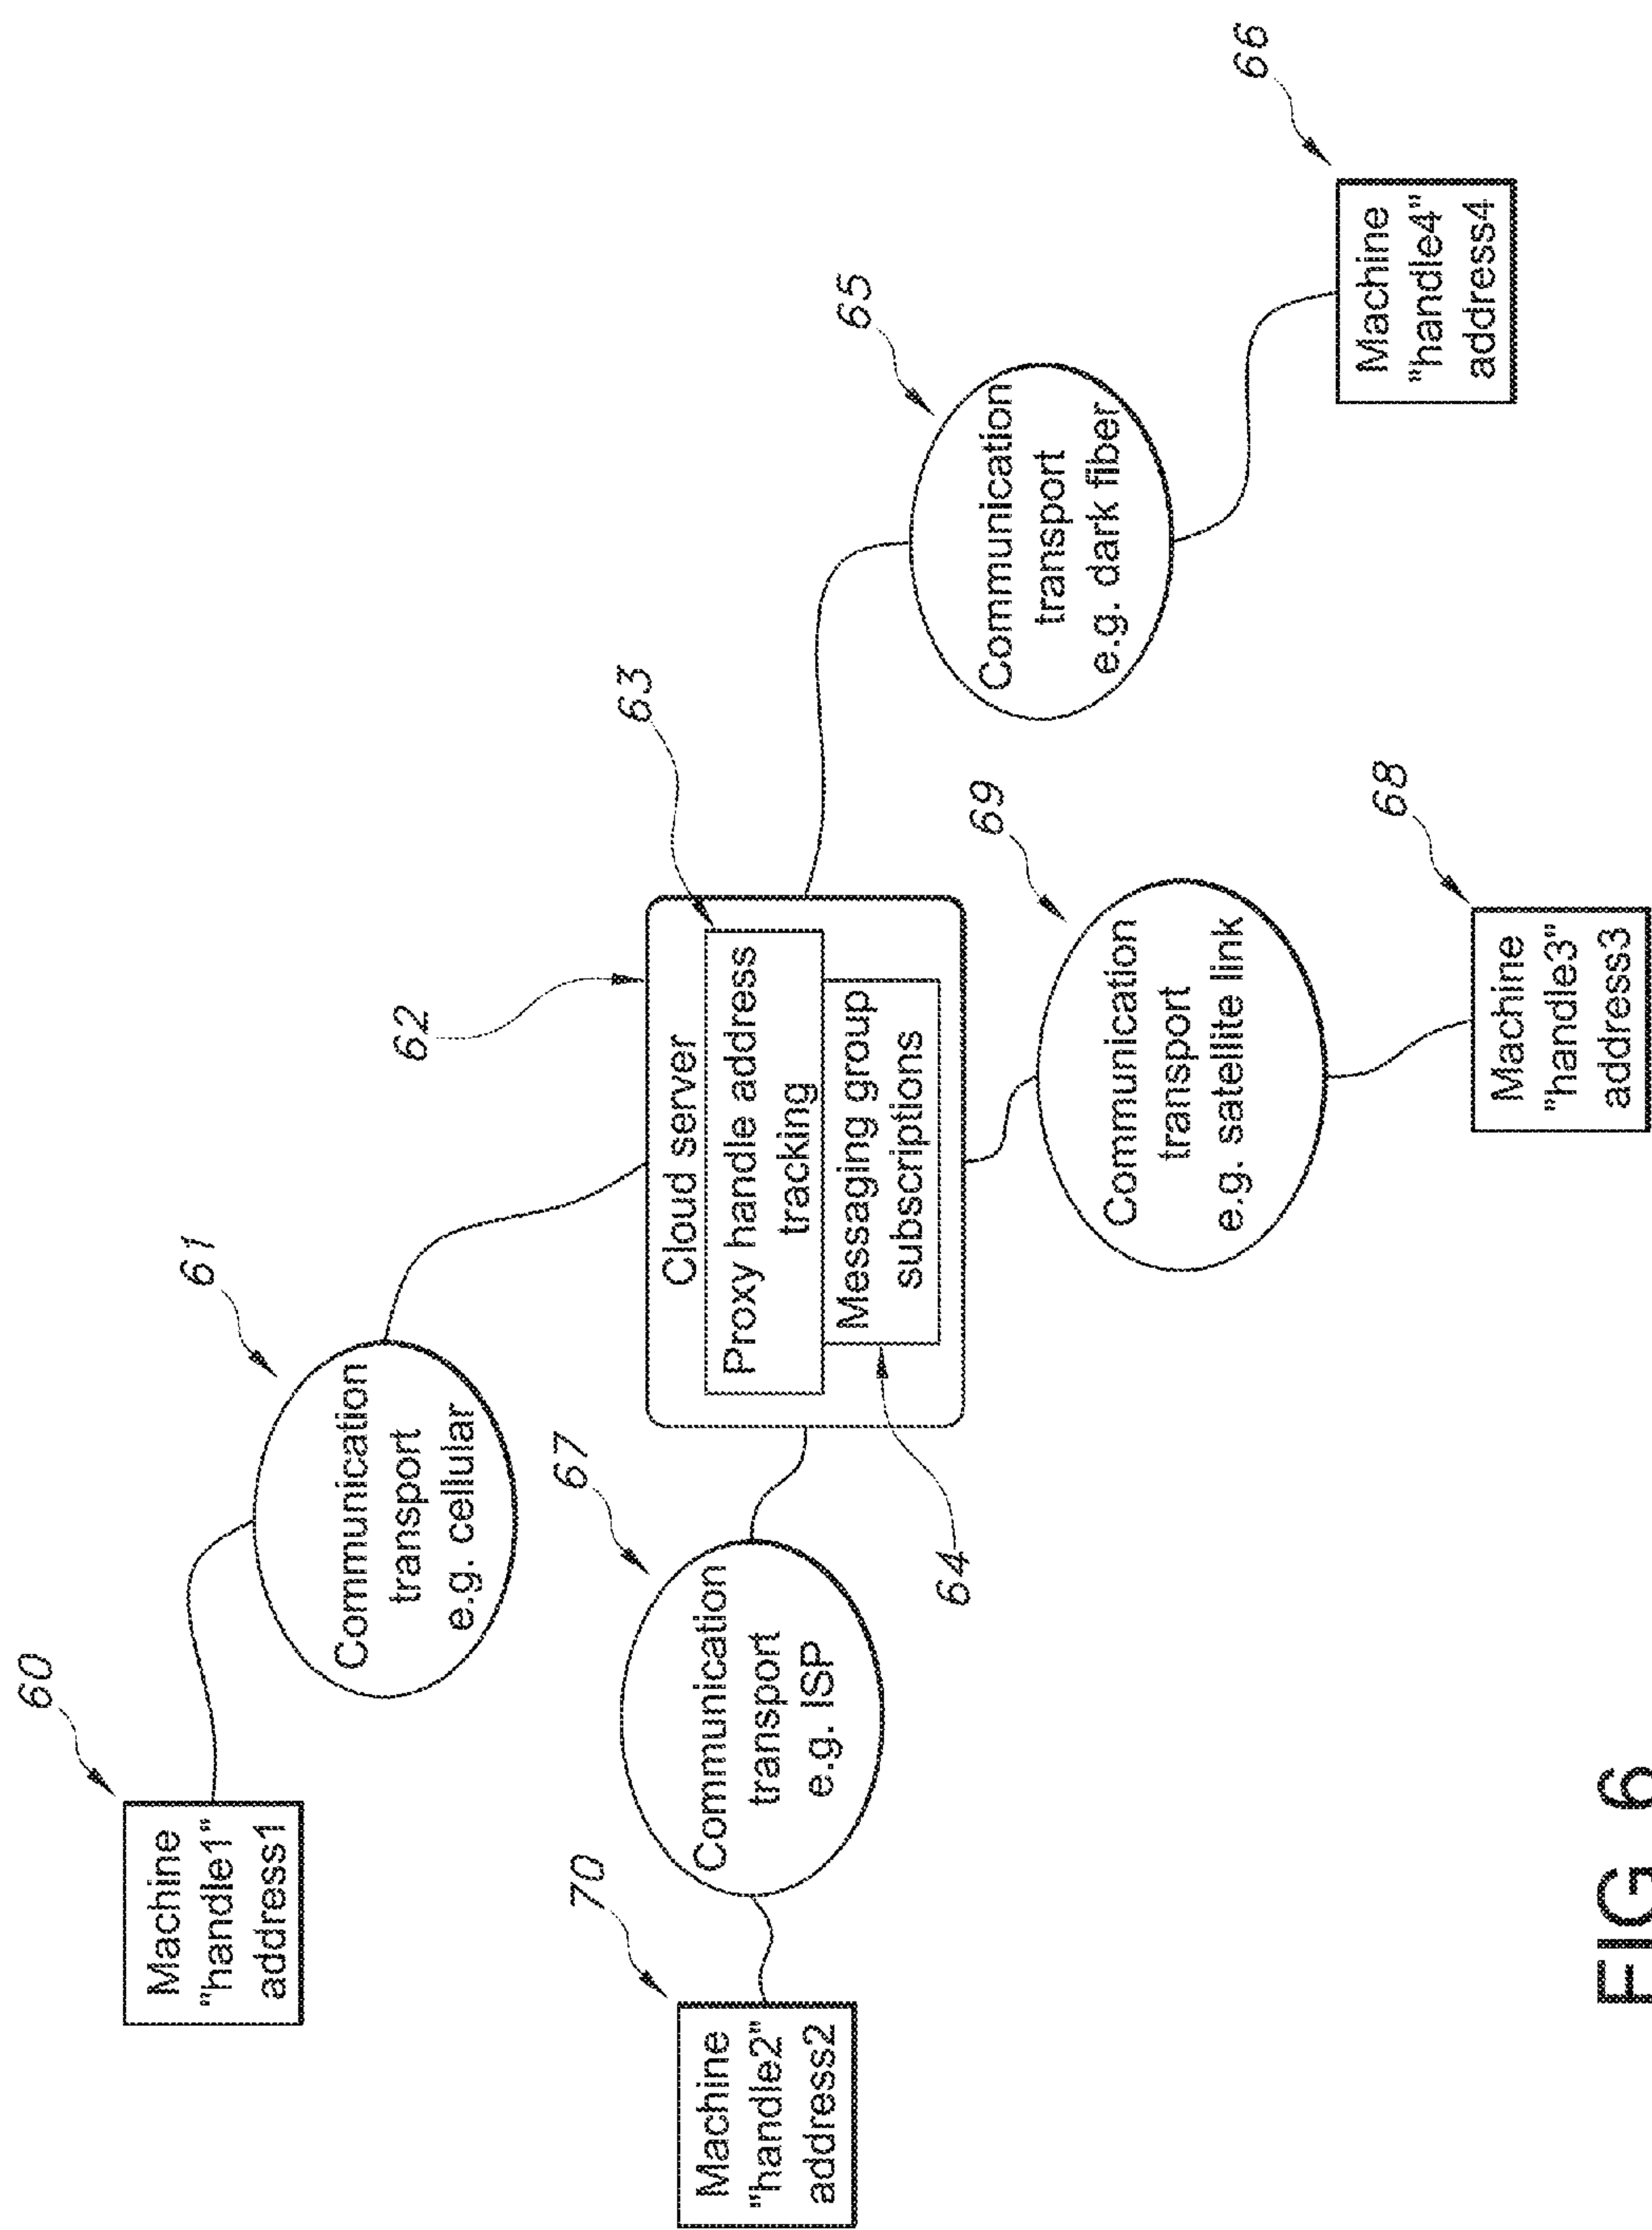 60
Machine
"handle1"
address1
61
Communication
transport
e.g. cellular
62
Cloud server
63
Proxy handle address
tracking
Messaging group
subscriptions
64
65
Communication
transport
e.g. dark fiber
66
Machine
"handle4"
address4
67
Communication
transport
e.g. ISP
70
Machine
"handle2"
address2
69
Communication
transport
e.g. satellite link
68
Machine
"handle3"
address3
FIG 6